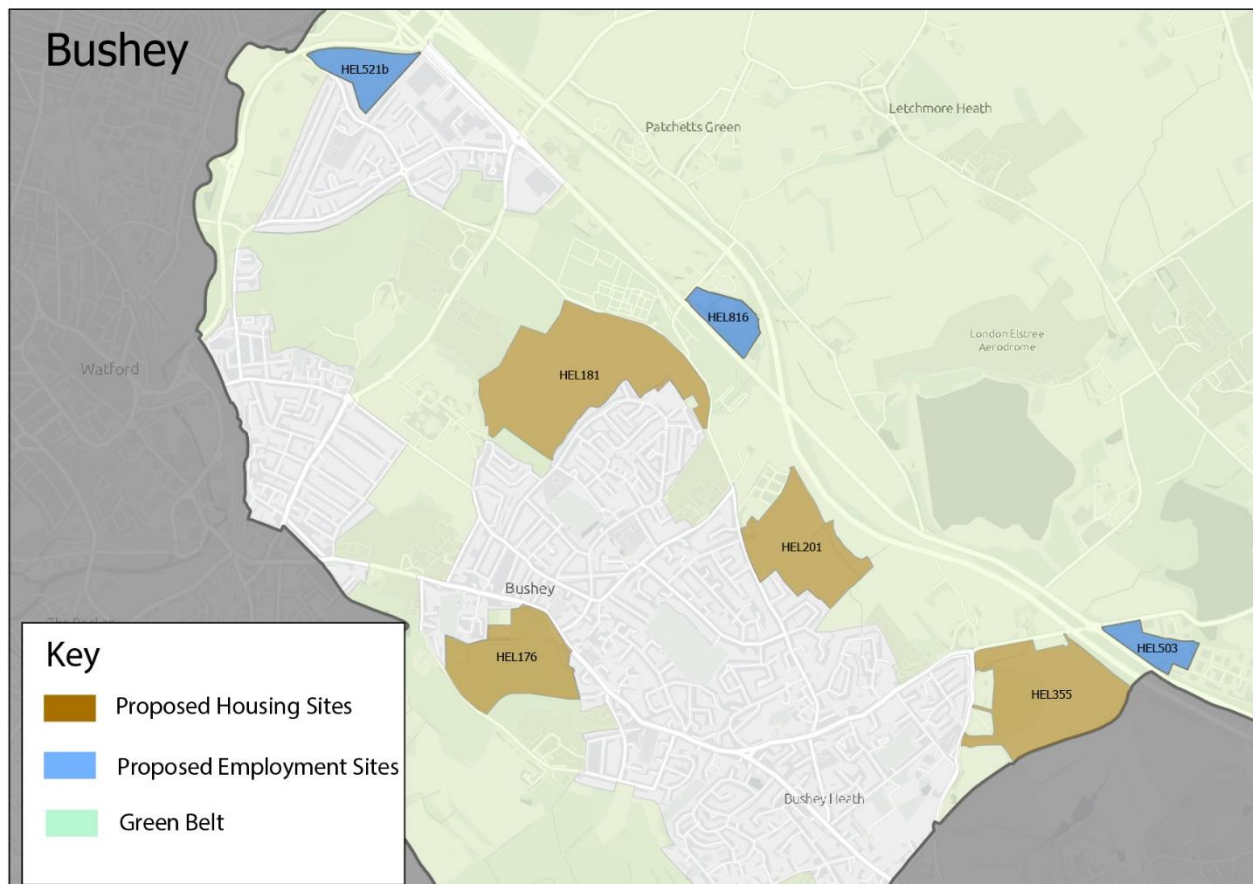 Bushey
HEL521b
Letchmore Heath
Patchetts Green
HEL816
London Elstree
Aerodrome
Watford
HEL181
HEL201
Bushey
HEL176
HEL503
HEL355
Bushey Heath
Key
Proposed Housing Sites
Proposed Employment Sites
Green Belt